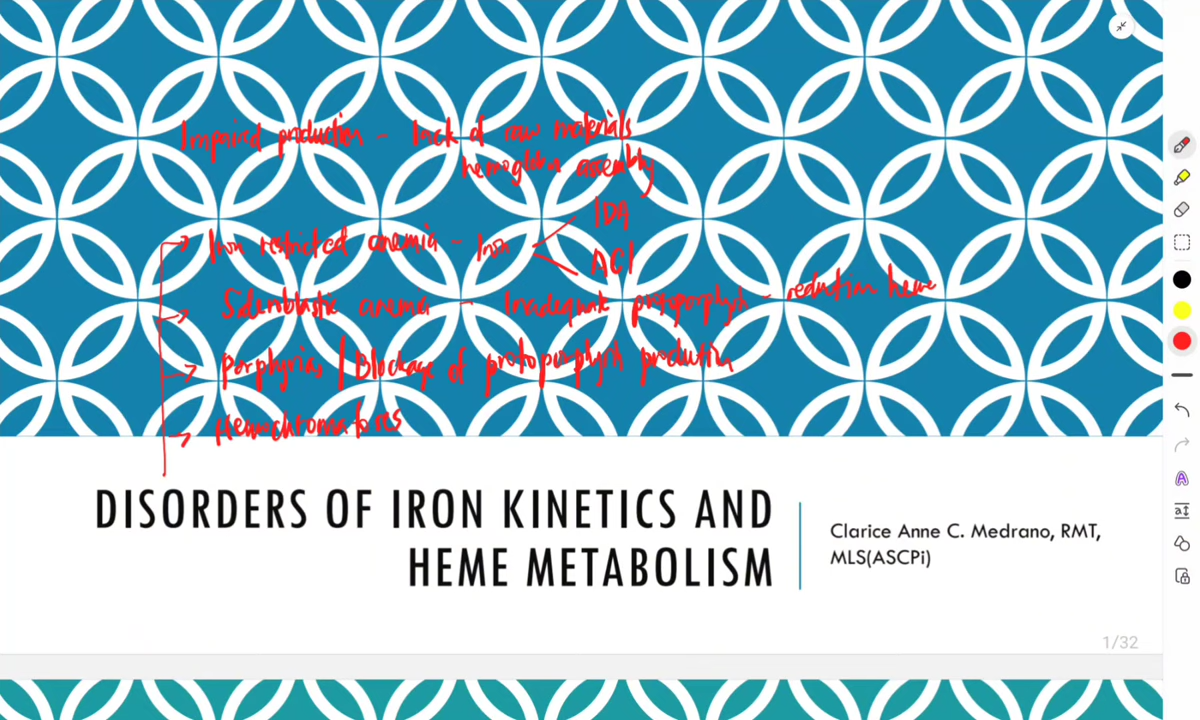 Impaired production - lack of raw materials
hemoglobin assembly
Iron restricted anemia - Iron
IDA
ACI
Sideroblastic anemia - Inadequate protoporphyrin - reduction heme
Porphyrias / Blockage of protoporphyrin production
Hemochromatoses
DISORDERS OF IRON KINETICS AND
HEME METABOLISM
Clarice Anne C. Medrano, RMT,
MLS(ASCPi)
1/32